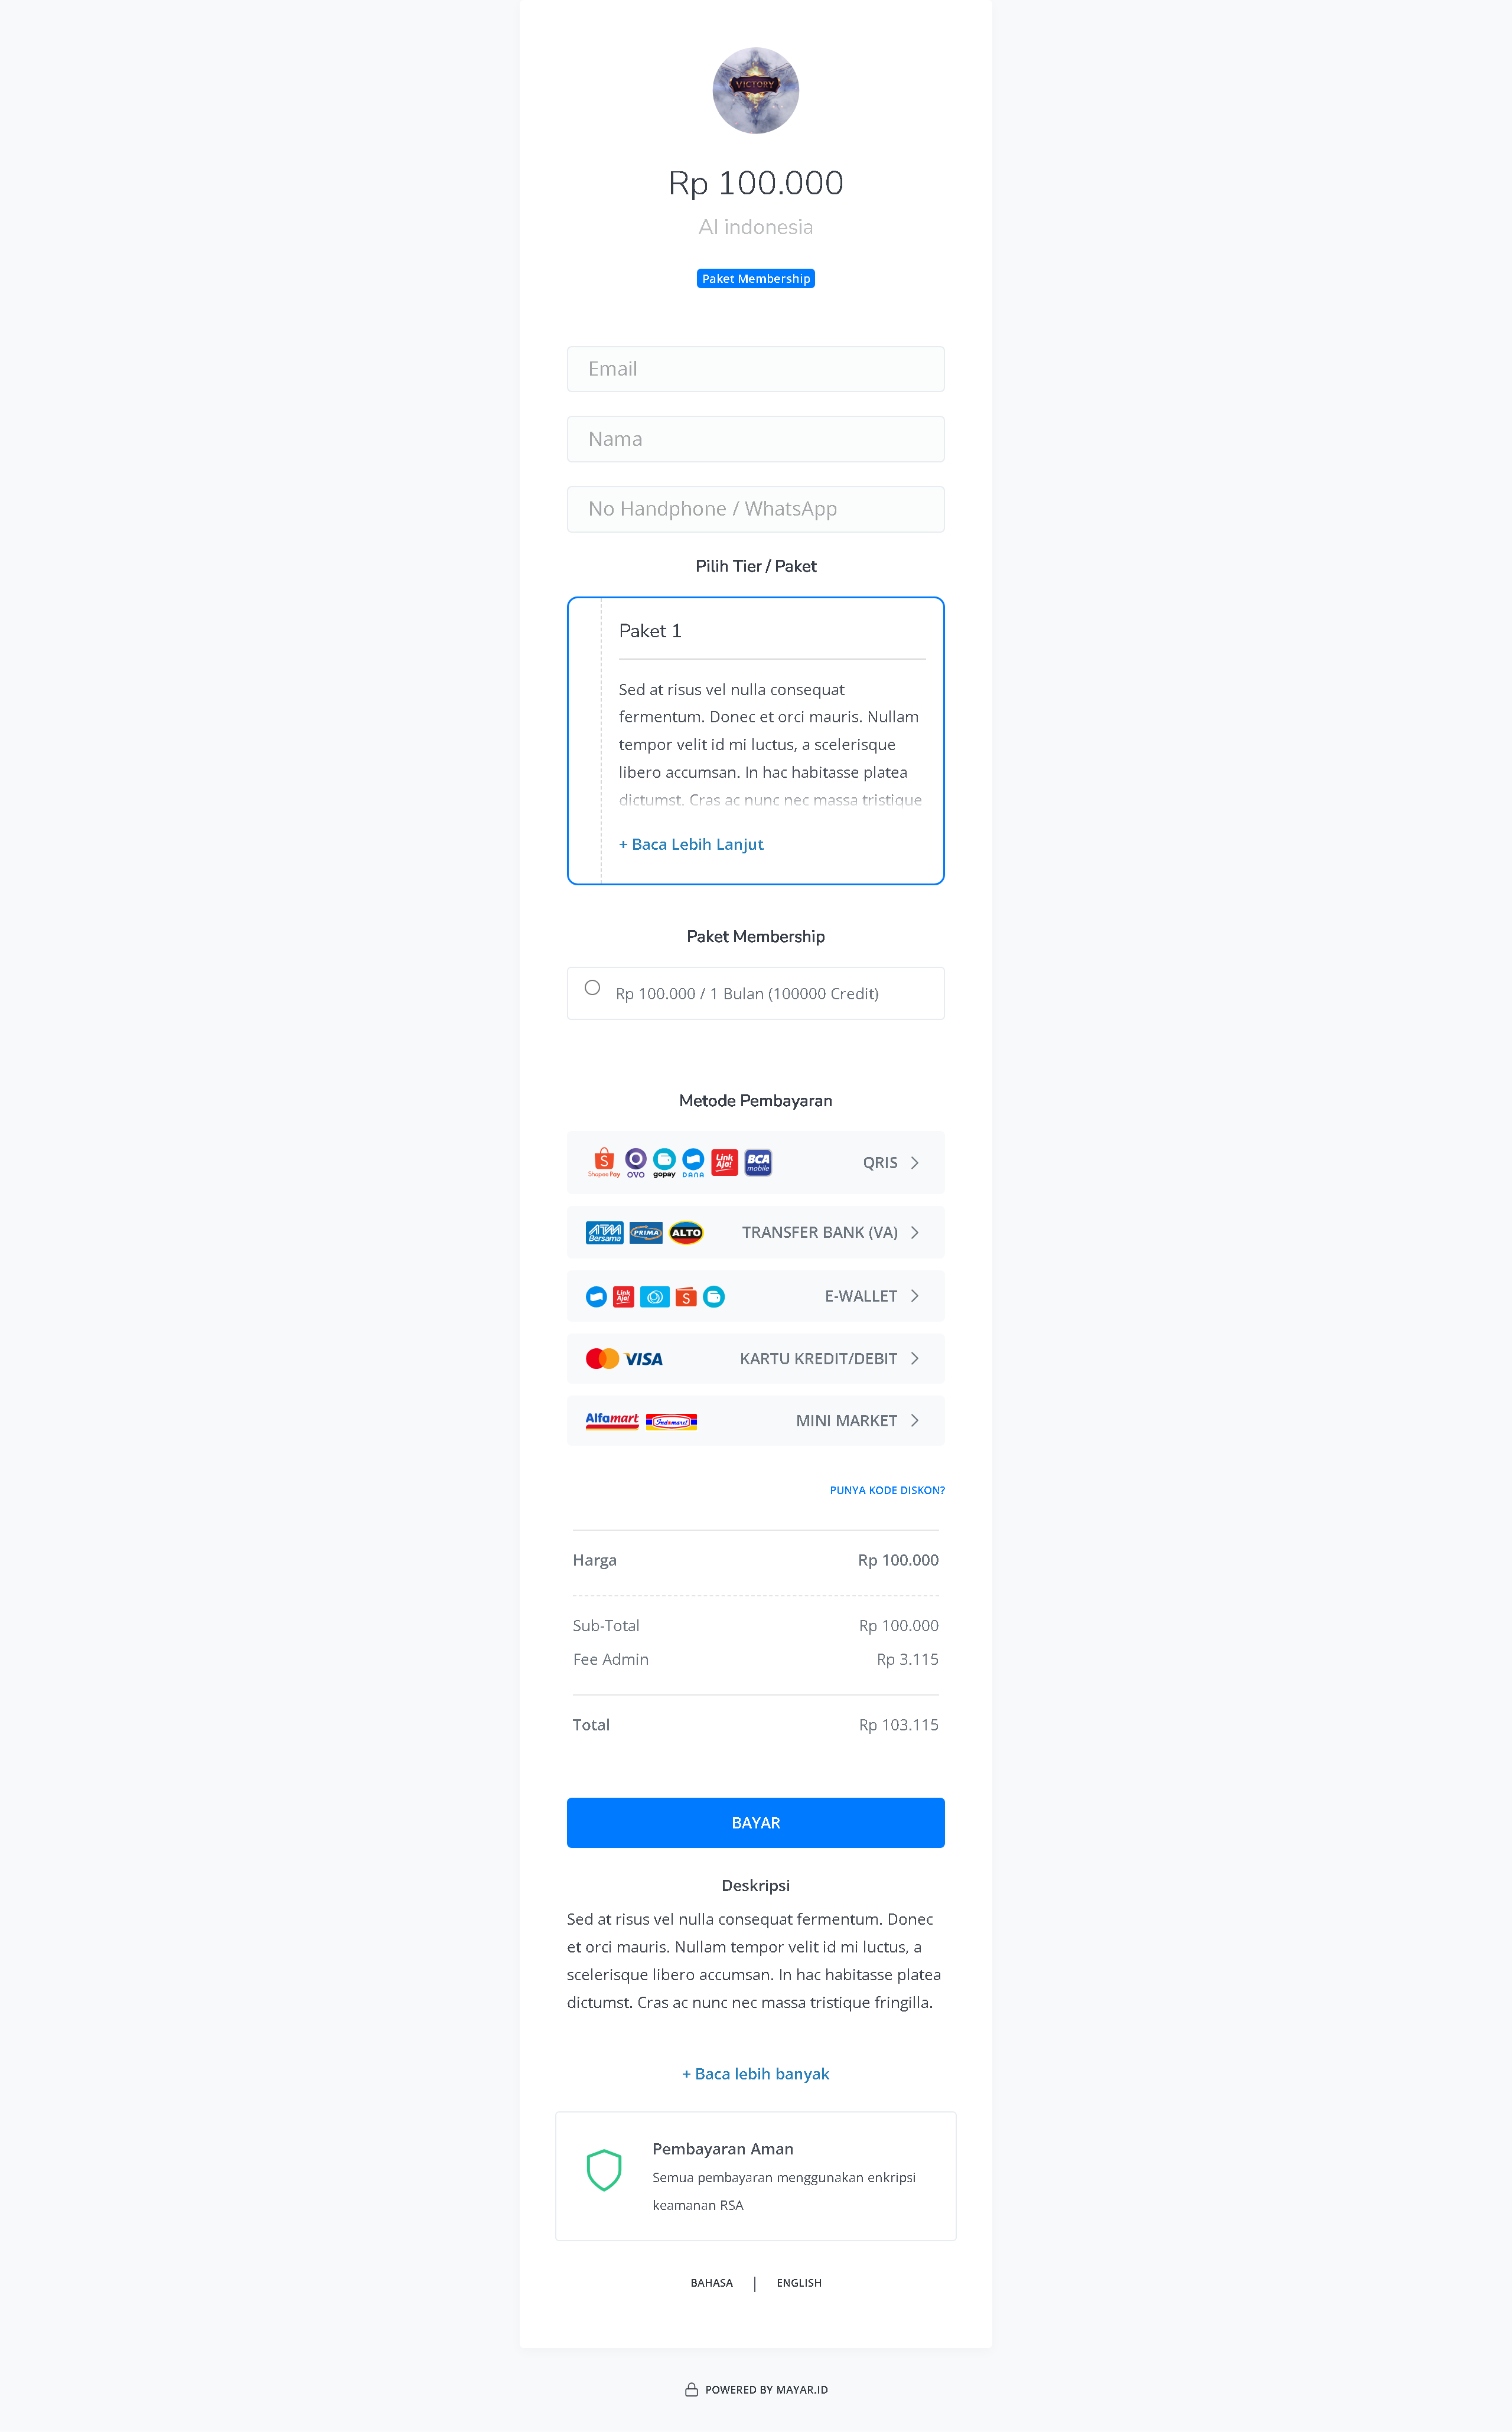 VICTORY
Rp 100.000
AI indonesia
Paket Membership
Email
Nama
No Handphone / WhatsApp
Pilih Tier / Paket
Paket 1
Sed at risus vel nulla consequat
fermentum. Donec et orci mauris. Nullam
tempor velit id mi luctus, a scelerisque
libero accumsan. In hac habitasse platea
dictumst. Cras ac nunc nec massa tristique
+ Baca Lebih Lanjut
Paket Membership
Rp 100.000 / 1 Bulan (100000 Credit)
Metode Pembayaran
S Shopee Pay OVO gopay DANA Link Aja! BCA mobile QRIS
ATM Bersama PRIMA ALTO TRANSFER BANK (VA)
Link Aja! S E-WALLET
VISA KARTU KREDIT/DEBIT
Alfamart Indomaret MINI MARKET
PUNYA KODE DISKON?
Harga Rp 100.000
Sub-Total Rp 100.000
Fee Admin Rp 3.115
Total Rp 103.115
BAYAR
Deskripsi
Sed at risus vel nulla consequat fermentum. Donec
et orci mauris. Nullam tempor velit id mi luctus, a
scelerisque libero accumsan. In hac habitasse platea
dictumst. Cras ac nunc nec massa tristique fringilla.
+ Baca lebih banyak
Pembayaran Aman
Semua pembayaran menggunakan enkripsi
keamanan RSA
BAHASA | ENGLISH
POWERED BY MAYAR.ID